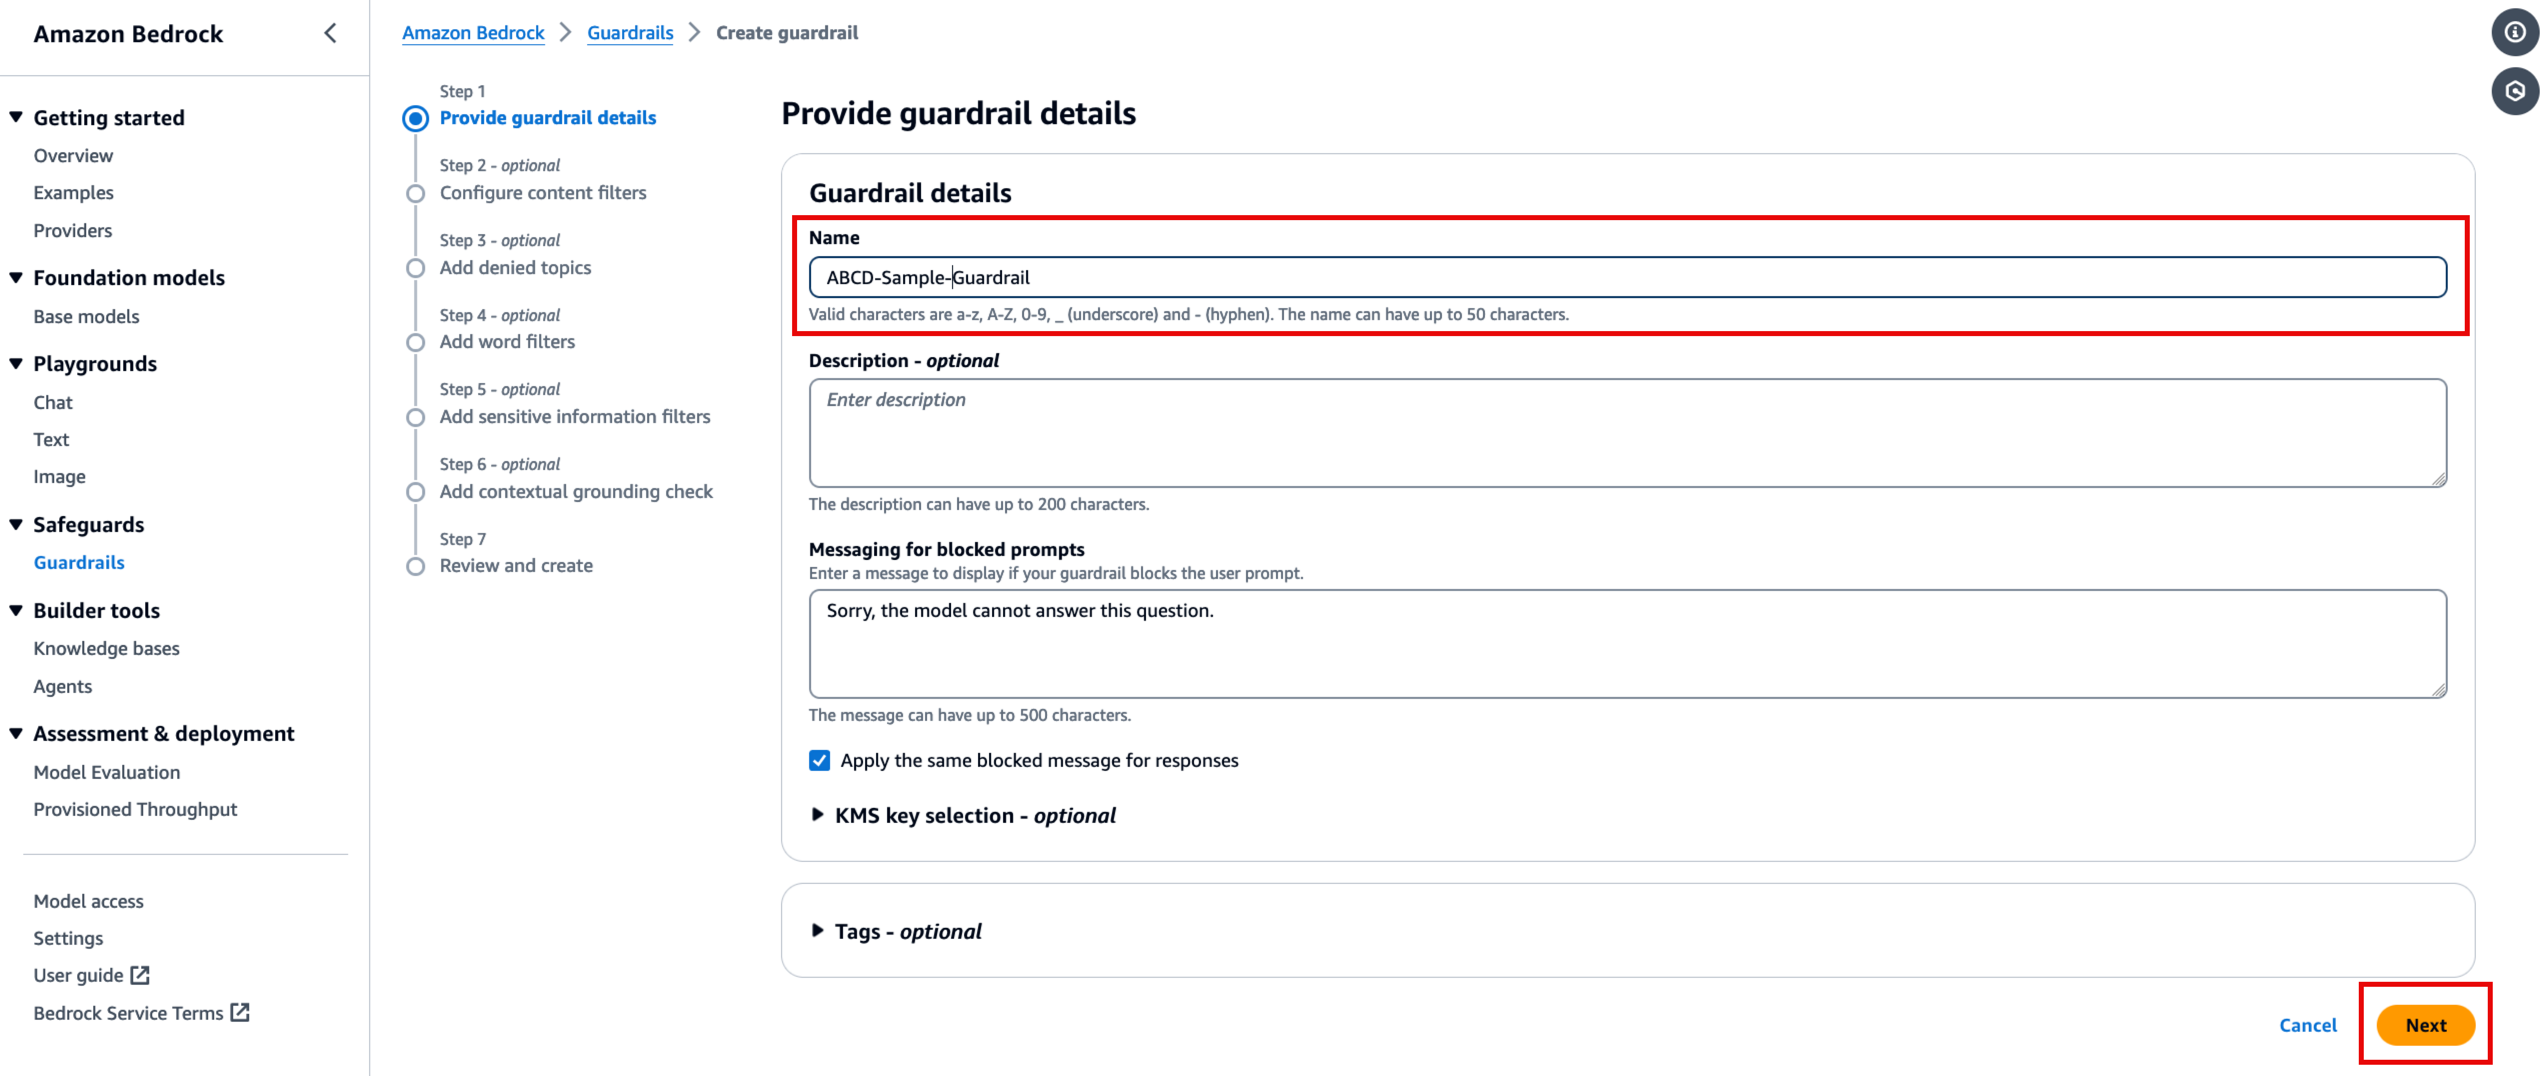 Amazon Bedrock
Getting started
Overview
Examples
Providers
Foundation models
Base models
Playgrounds
Chat
Text
Image
Safeguards
Guardrails
Builder tools
Knowledge bases
Agents
Assessment & deployment
Model Evaluation
Provisioned Throughput
Model access
Settings
User guide
Bedrock Service Terms
Amazon Bedrock > Guardrails > Create guardrail
Step 1
Provide guardrail details
Step 2 - optional
Configure content filters
Step 3 - optional
Add denied topics
Step 4 - optional
Add word filters
Step 5 - optional
Add sensitive information filters
Step 6 - optional
Add contextual grounding check
Step 7
Review and create
Provide guardrail details
Guardrail details
Name
ABCD-Sample-Guardrail
Valid characters are a-z, A-Z, 0-9, _ (underscore) and - (hyphen). The name can have up to 50 characters.
Description - optional
Enter description
The description can have up to 200 characters.
Messaging for blocked prompts
Enter a message to display if your guardrail blocks the user prompt.
Sorry, the model cannot answer this question.
The message can have up to 500 characters.
Apply the same blocked message for responses
KMS key selection - optional
Tags - optional
Cancel
Next